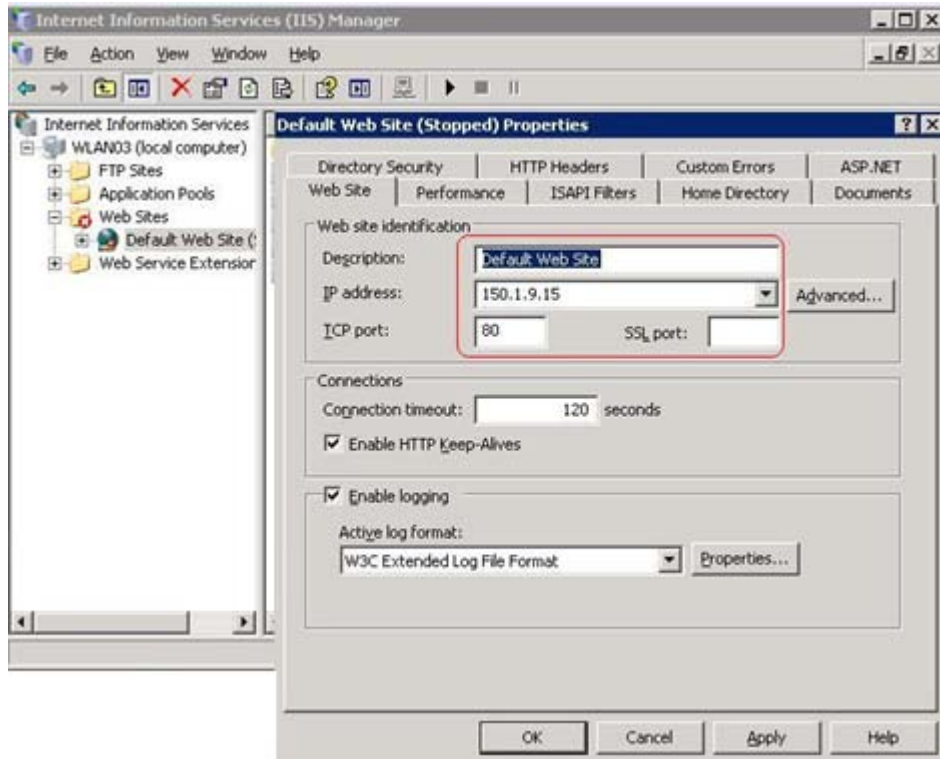 Internet Information Services (IIS) Manager
File Action View Window Help
Internet Information Services
WLAN03 (local computer)
FTP Sites
Application Pools
Web Sites
Default Web Site (
Web Service Extension
Default Web Site (Stopped) Properties
Directory Security HTTP Headers Custom Errors ASP.NET
Web Site Performance ISAPI Filters Home Directory Documents
Web site identification
Description: Default Web Site
IP address: 150.1.9.15 Advanced...
TCP port: 80 SSL port:
Connections
Connection timeout: 120 seconds
Enable HTTP Keep-Alives
Enable logging
Active log format:
W3C Extended Log File Format Properties...
OK Cancel Apply Help